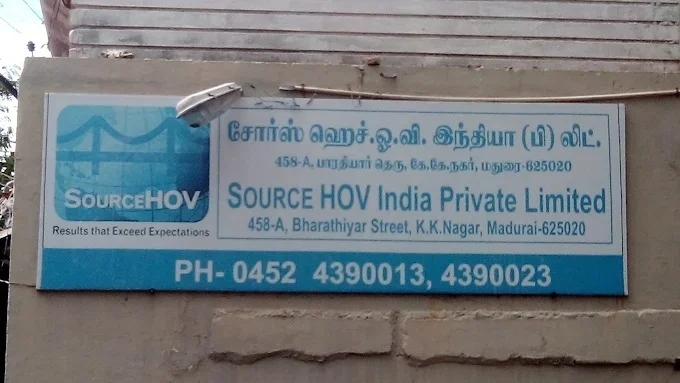 SOURCEHOV
Results that Exceed Expectations
சோர்ஸ் ஹெச்.ஓ.வி. இந்தியா (பி) லிட்.
458-A, பாரதியார் தெரு, கே.கே.நகர், மதுரை-625020
SOURCE HOV India Private Limited
458-A, Bharathiyar Street, K.K.Nagar, Madurai-625020
PH- 0452 4390013, 4390023